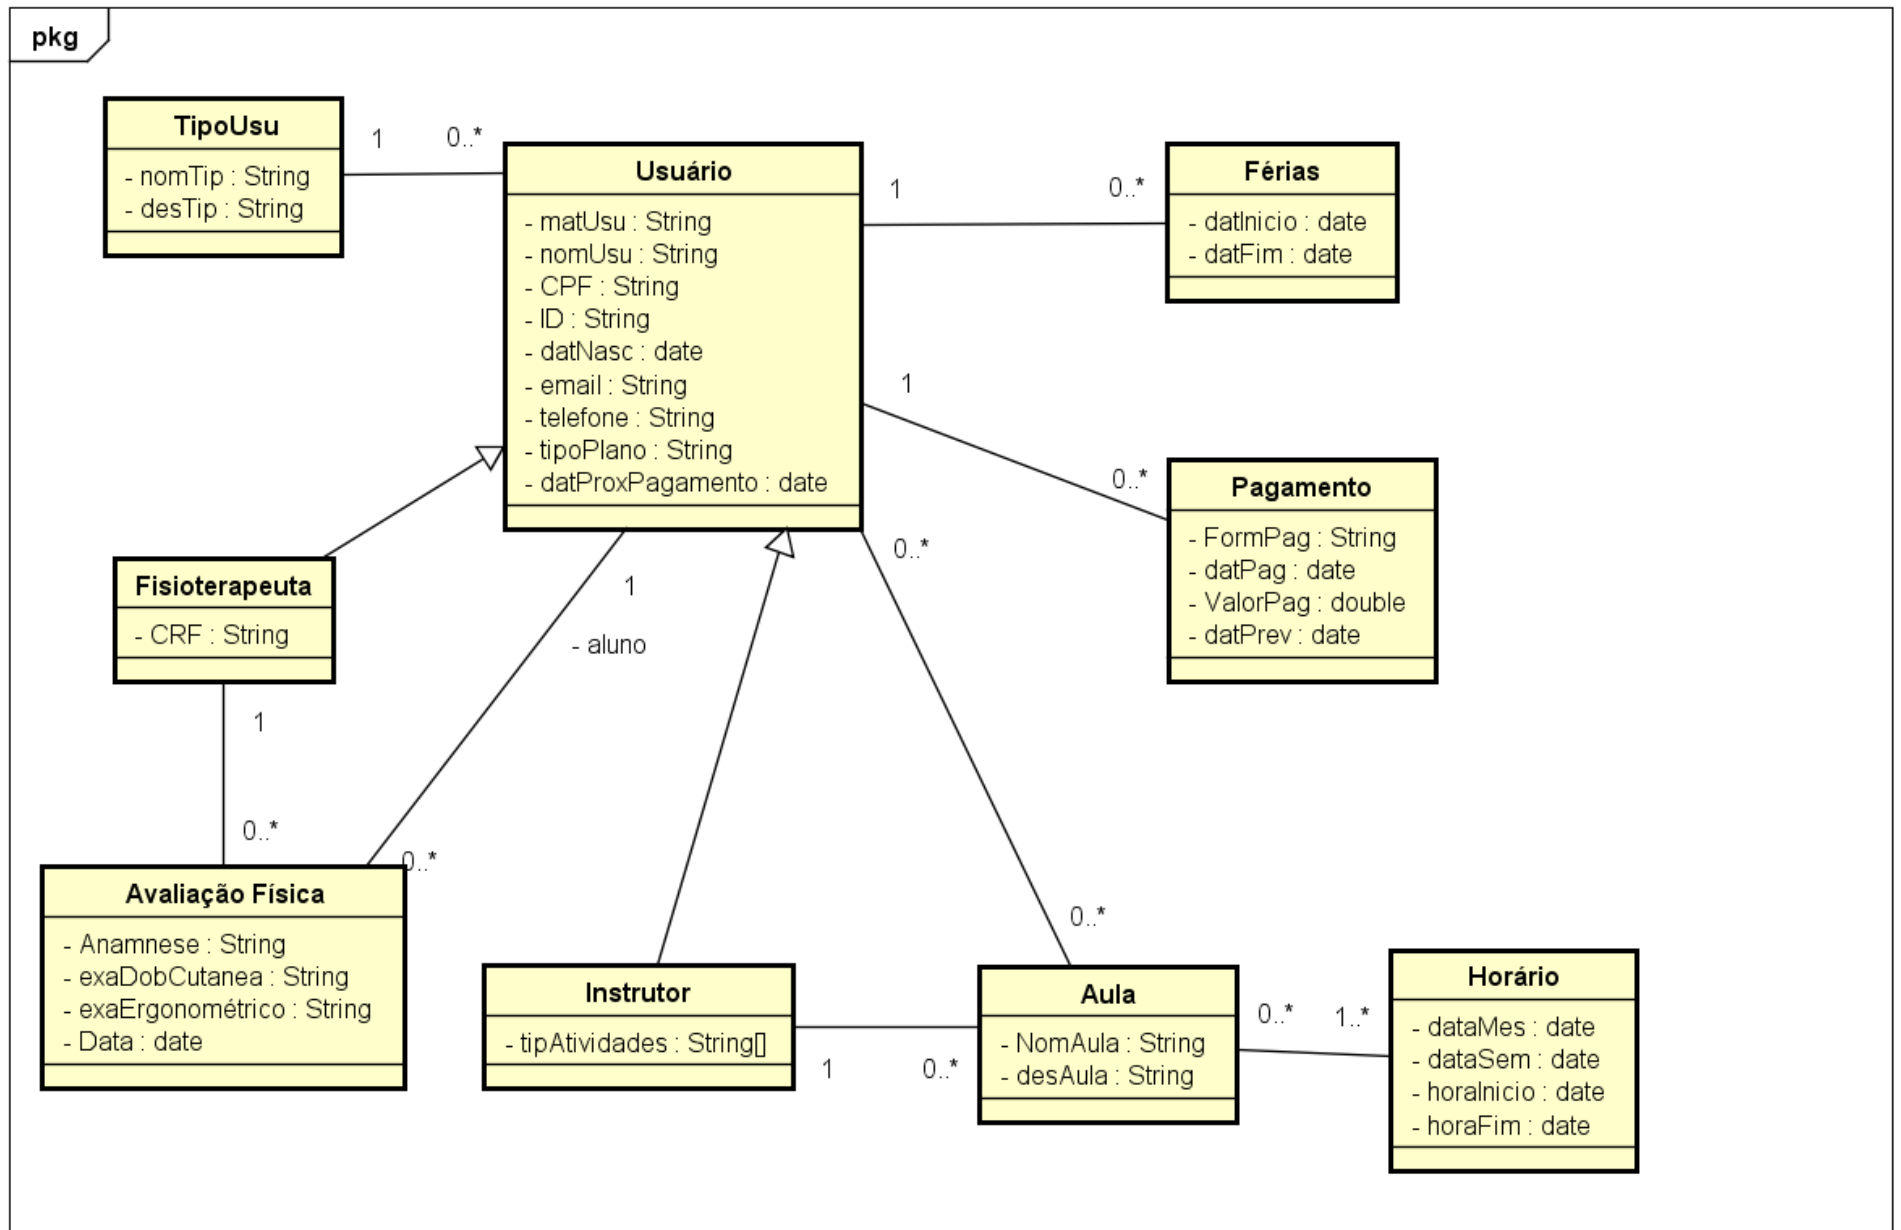 pkg
TipoUsu
- nomTip : String
- desTip : String
1
0..*
Usuário
- matUsu : String
- nomUsu : String
- CPF : String
- ID : String
- datNasc : date
- email : String
- telefone : String
- tipoPlano : String
- datProxPagamento : date
1
0..*
Férias
- datInicio : date
- datFim : date
1
0..*
Pagamento
- FormPag : String
- datPag : date
- ValorPag : double
- datPrev : date
Fisioterapeuta
- CRF : String
1
- aluno
0..*
1
0..*
0..*
Avaliação Física
- Anamnese : String
- exaDobCutanea : String
- exaErgonométrico : String
- Data : date
Instrutor
- tipAtividades : String[]
1
0..*
0..*
Aula
- NomAula : String
- desAula : String
0..*
1..*
Horário
- dataMes : date
- dataSem : date
- horaInicio : date
- horaFim : date